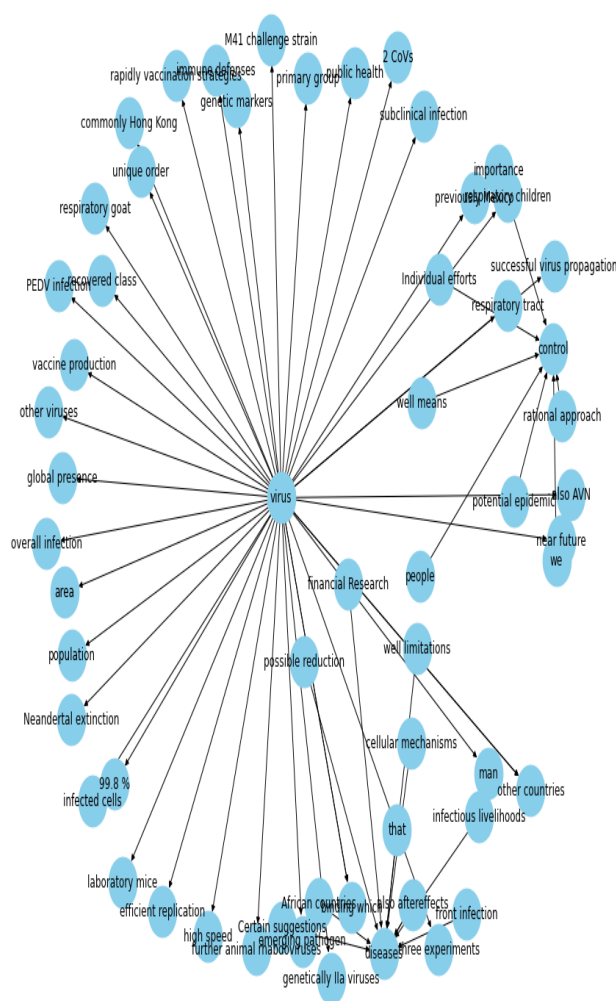 M41 challenge strain
2 CoVs
immune defenses
public health
rapidly vaccination strategies
primary group
genetic markers
subclinical infection
commonly Hong Kong
unique order
importance
previously Mexico
respiratory children
respiratory goat
successful virus propagation
Individual efforts
recovered class
PEDV infection
respiratory tract
control
vaccine production
well means
other viruses
rational approach
global presence
virus
also AVN
potential epidemic
near future
overall infection
we
financial Research
people
area
population
possible reduction
well limitations
Neandertal extinction
cellular mechanisms
man
99.8 %
other countries
infected cells
infectious livelihoods
that
laboratory mice
African countries
also aftereffects
binding which
efficient replication
front infection
Certain suggestions
high speed
emerging pathogen
further animal rhabdoviruses
diseases
three experiments
genetically IIa viruses